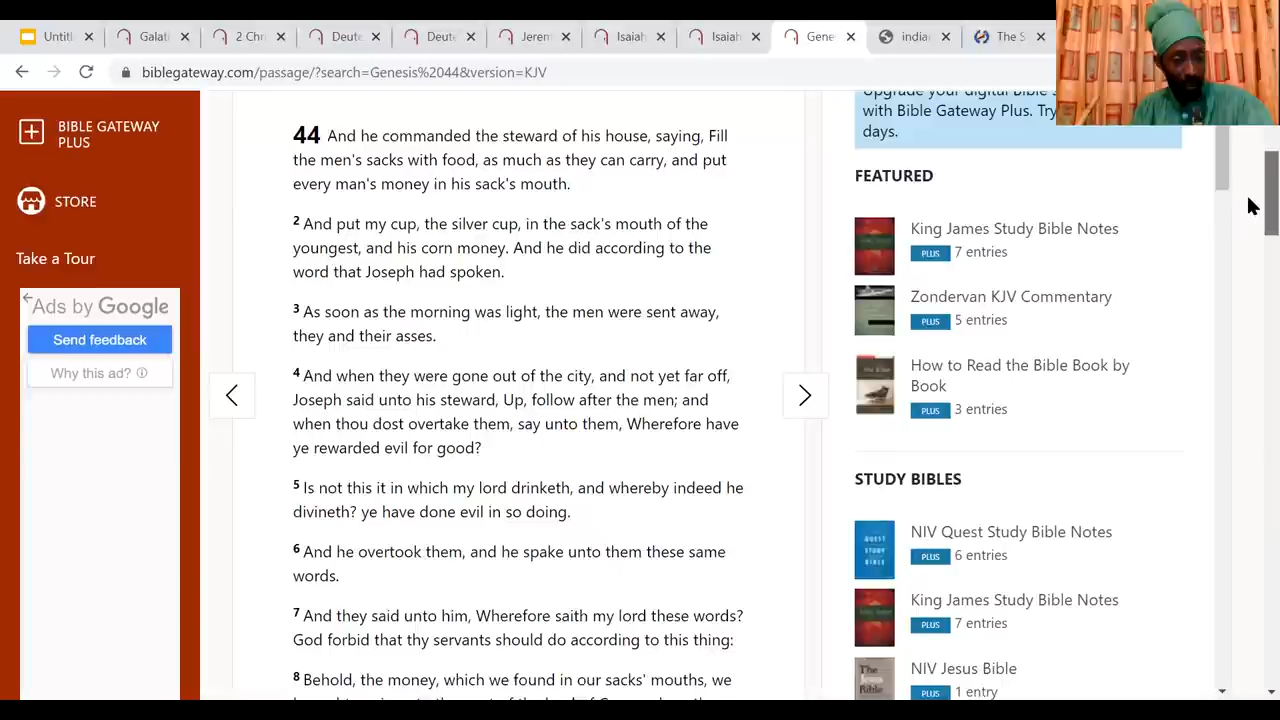 Untitl
Galati
2 Chr
Deute
Deute
Jerem
Isaiah
Isaiah
Gene
indian
The S
biblegateway.com/passage/?search=Genesis%2044&version=KJV
BIBLE GATEWAY
PLUS
STORE
Take a Tour
Ads by Google
Send feedback
Why this ad?
44 And he commanded the steward of his house, saying, Fill
the men's sacks with food, as much as they can carry, and put
every man's money in his sack's mouth.
2 And put my cup, the silver cup, in the sack's mouth of the
youngest, and his corn money. And he did according to the
word that Joseph had spoken.
3 As soon as the morning was light, the men were sent away,
they and their asses.
4 And when they were gone out of the city, and not yet far off,
Joseph said unto his steward, Up, follow after the men; and
when thou dost overtake them, say unto them, Wherefore have
ye rewarded evil for good?
5 Is not this it in which my lord drinketh, and whereby indeed he
divineth? ye have done evil in so doing.
6 And he overtook them, and he spake unto them these same
words.
7 And they said unto him, Wherefore saith my lord these words?
God forbid that thy servants should do according to this thing:
8 Behold, the money, which we found in our sacks' mouths, we
Upgrade your digital Bible
with Bible Gateway Plus. Try
days.
FEATURED
King James Study Bible Notes
PLUS 7 entries
Zondervan KJV Commentary
PLUS 5 entries
How to Read the Bible Book by
Book
PLUS 3 entries
STUDY BIBLES
QUEST
STUDY
BIBLE
NIV Quest Study Bible Notes
PLUS 6 entries
King James Study Bible Notes
PLUS 7 entries
The
Jesus
Bible
NIV Jesus Bible
PLUS 1 entry